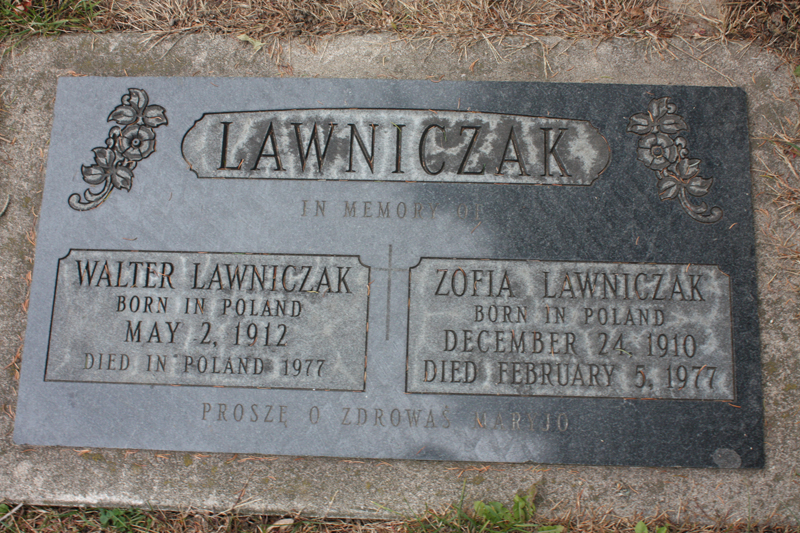 LAWNICZAK
IN MEMORY OF
WALTER LAWNICZAK
BORN IN POLAND
MAY 2, 1912
DIED IN POLAND 1977
ZOFIA LAWNICZAK
BORN IN POLAND
DECEMBER 24, 1910
DIED FEBRUARY 5, 1977
PROSZĘ O ZDROWAŚ MARYJO